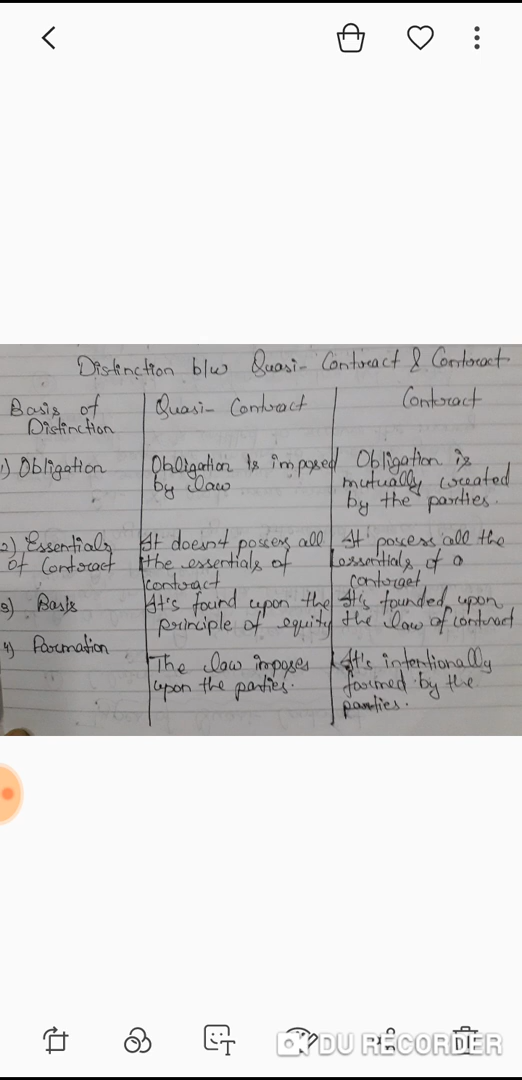 Distinction b/w Quasi- Contract & Contract
Basis of Distinction | Quasi- Contract | Contract
1) Obligation | Obligation is imposed by law | Obligation is mutually created by the parties.
2) Essentials of Contract | It doesn't possess all the essentials of contract | It possess all the essentials of a contract
3) Basis | It's found upon the principle of equity | It's founded upon the law of contract
4) Formation | The law imposes upon the parties. | It's intentionally formed by the parties.
DU RECORDER